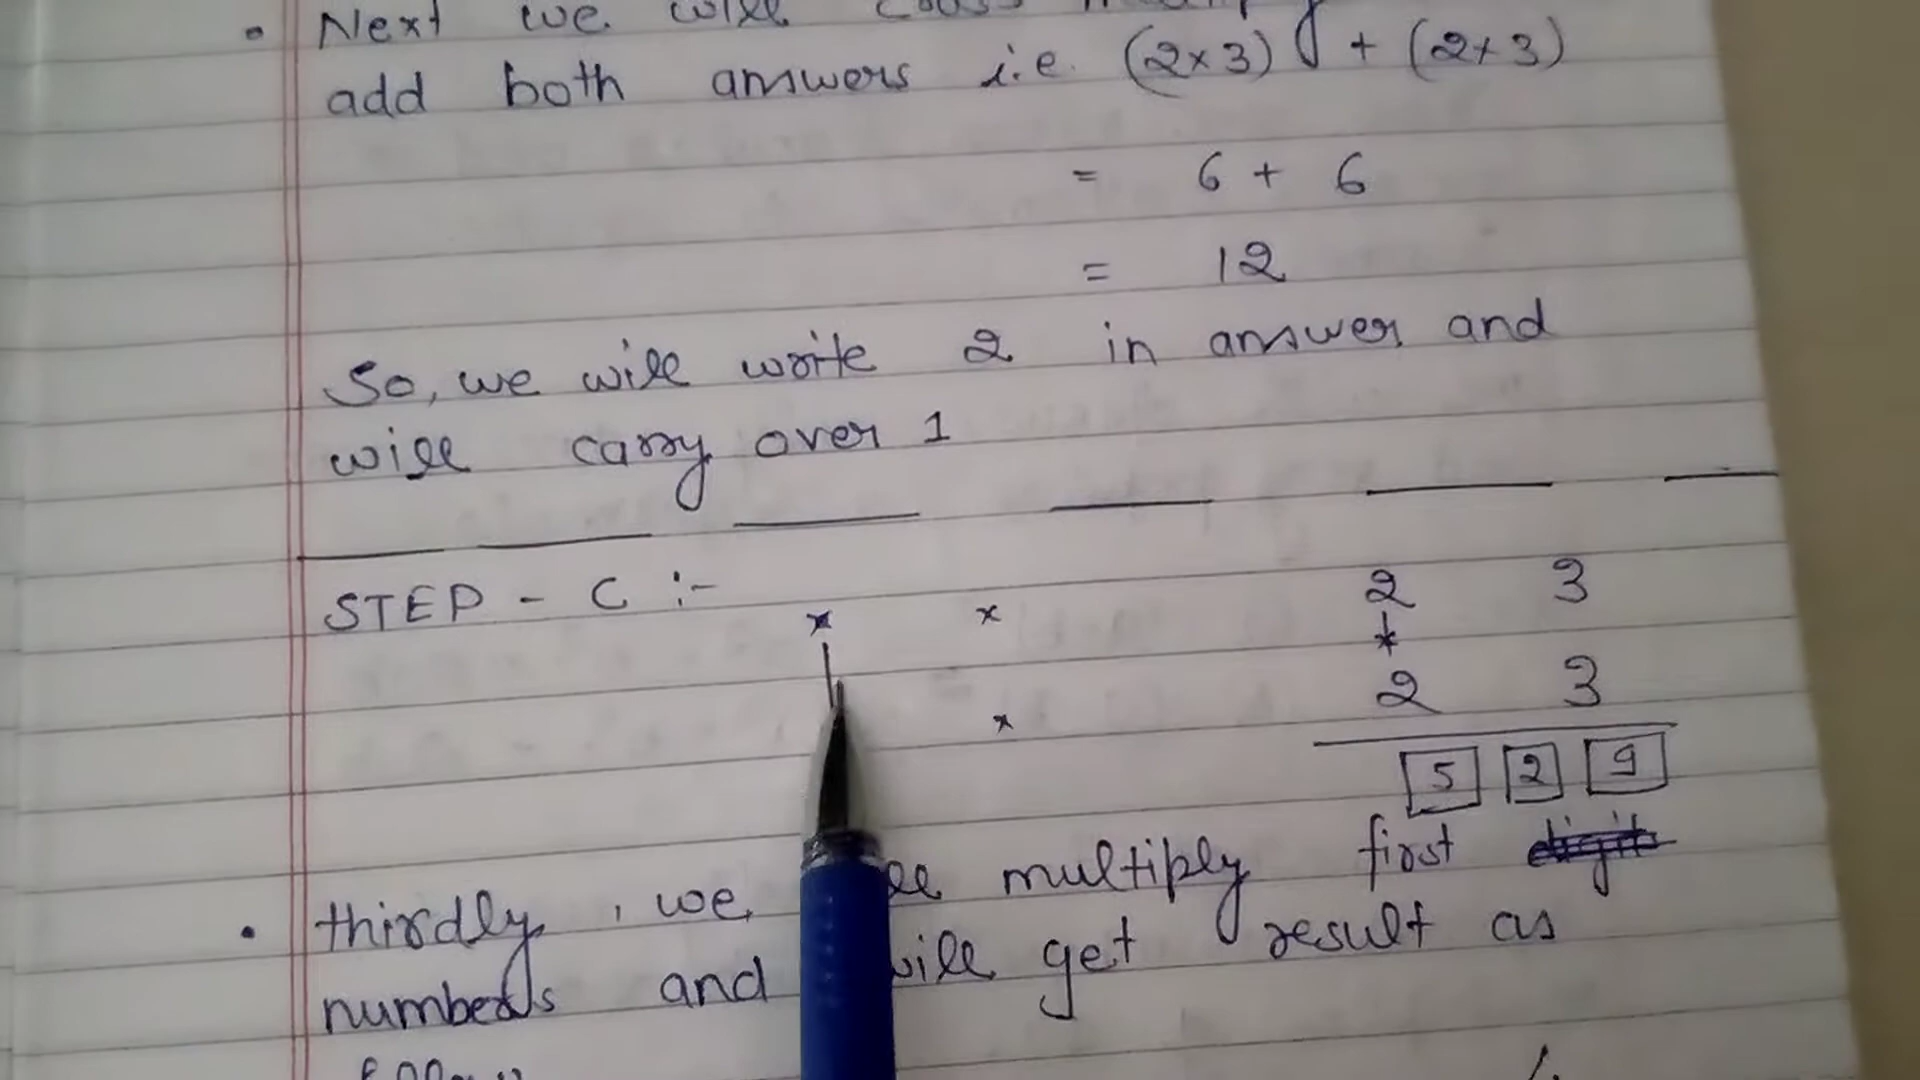 • Next we will
add both answers i.e. (2×3) + (2×3)
= 6 + 6
= 12
So, we will write 2 in answer and
will carry over 1
STEP - C :-
× ×
×
2 3
*
2 3
5 2 9
• thirdly, we multiply first
numbers and will get result as